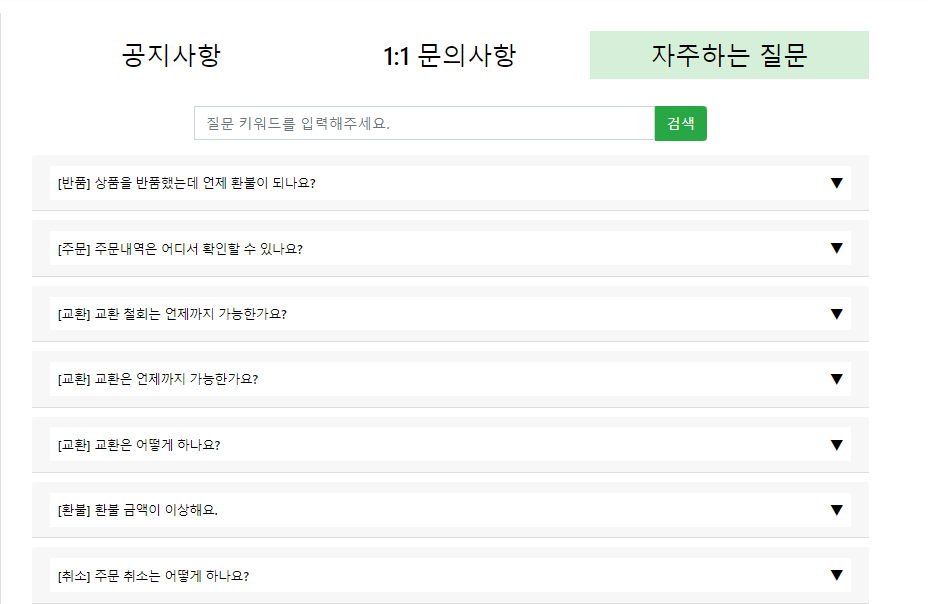 공지사항 1:1 문의사항 자주하는 질문
질문 키워드를 입력해주세요. 검색
[반품] 상품을 반품했는데 언제 환불이 되나요? ▼
[주문] 주문내역은 어디서 확인할 수 있나요? ▼
[교환] 교환 철회는 언제까지 가능한가요? ▼
[교환] 교환은 언제까지 가능한가요? ▼
[교환] 교환은 어떻게 하나요? ▼
[환불] 환불 금액이 이상해요. ▼
[취소] 주문 취소는 어떻게 하나요? ▼